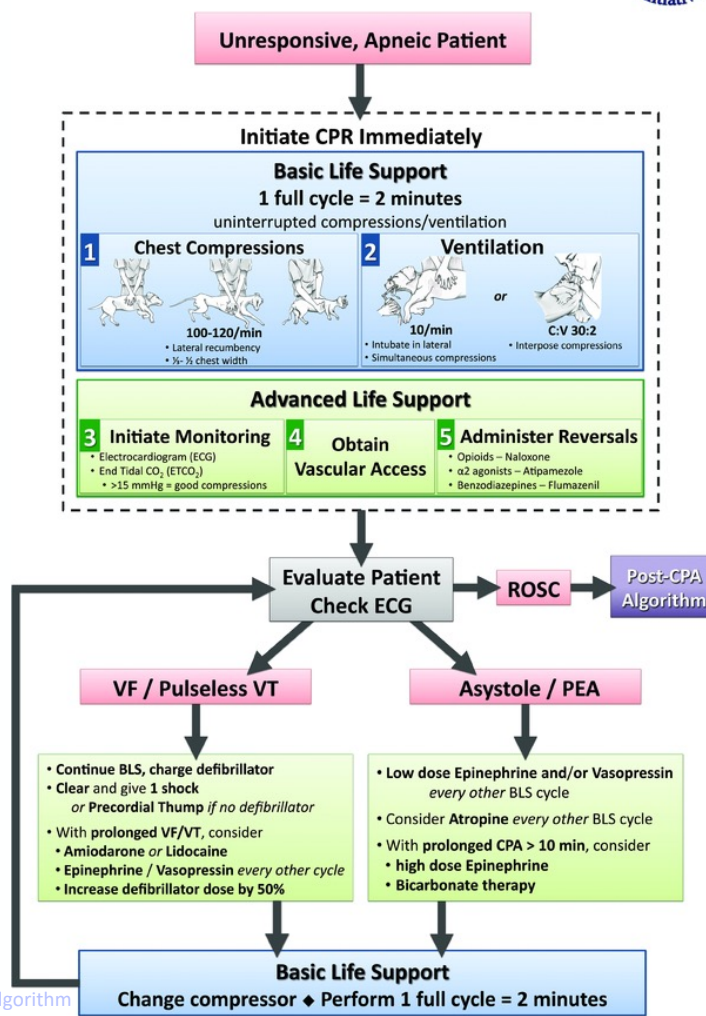 Unresponsive, Apneic Patient
Initiate CPR Immediately
Basic Life Support
1 full cycle = 2 minutes
uninterrupted compressions/ventilation
1 Chest Compressions
100-120/min
• Lateral recumbency
• ⅓- ½ chest width
2 Ventilation
or
10/min
• Intubate in lateral
• Simultaneous compressions
C:V 30:2
• Interpose compressions
Advanced Life Support
3 Initiate Monitoring
• Electrocardiogram (ECG)
• End Tidal CO₂ (ETCO₂)
• >15 mmHg = good compressions
4 Obtain
Vascular Access
5 Administer Reversals
• Opioids – Naloxone
• α2 agonists – Atipamezole
• Benzodiazepines – Flumazenil
Evaluate Patient
Check ECG
ROSC
Post-CPA
Algorithm
VF / Pulseless VT
• Continue BLS, charge defibrillator
• Clear and give 1 shock
or Precordial Thump if no defibrillator
• With prolonged VF/VT, consider
• Amiodarone or Lidocaine
• Epinephrine / Vasopressin every other cycle
• Increase defibrillator dose by 50%
Asystole / PEA
• Low dose Epinephrine and/or Vasopressin
every other BLS cycle
• Consider Atropine every other BLS cycle
• With prolonged CPA > 10 min, consider
• high dose Epinephrine
• Bicarbonate therapy
Basic Life Support
Change compressor ◆ Perform 1 full cycle = 2 minutes
lgorithm